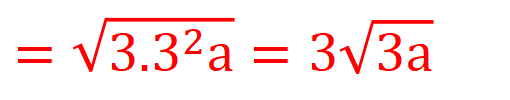 = √(3.3²a) = 3√(3a)